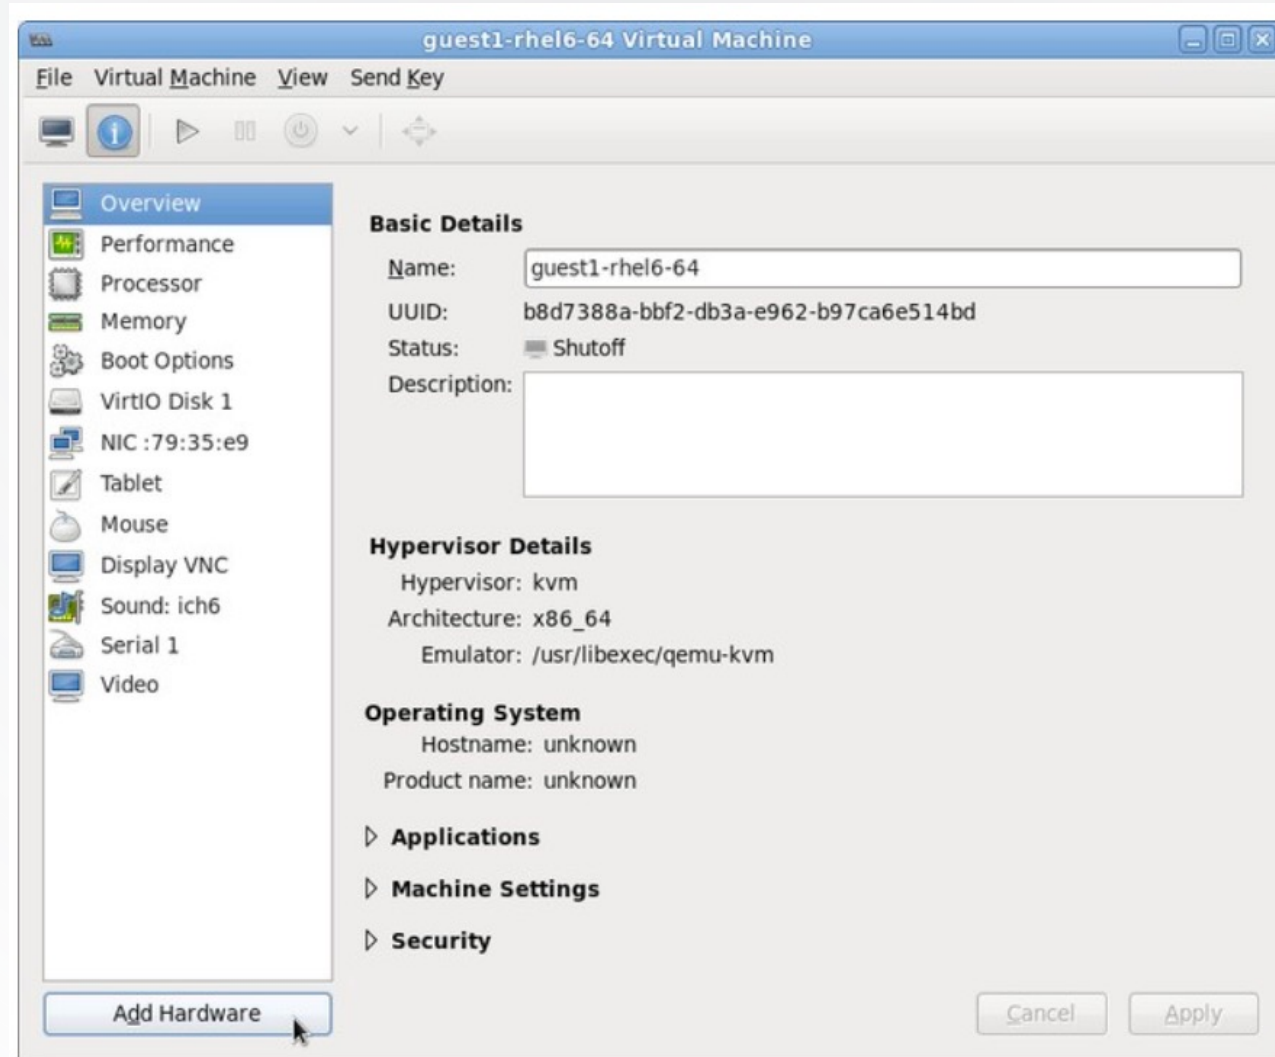 guest1-rhel6-64 Virtual Machine
File Virtual Machine View Send Key
Overview
Performance
Processor
Memory
Boot Options
VirtIO Disk 1
NIC :79:35:e9
Tablet
Mouse
Display VNC
Sound: ich6
Serial 1
Video
Add Hardware
Basic Details
Name: guest1-rhel6-64
UUID: b8d7388a-bbf2-db3a-e962-b97ca6e514bd
Status: Shutoff
Description:
Hypervisor Details
Hypervisor: kvm
Architecture: x86_64
Emulator: /usr/libexec/qemu-kvm
Operating System
Hostname: unknown
Product name: unknown
Applications
Machine Settings
Security
Cancel Apply